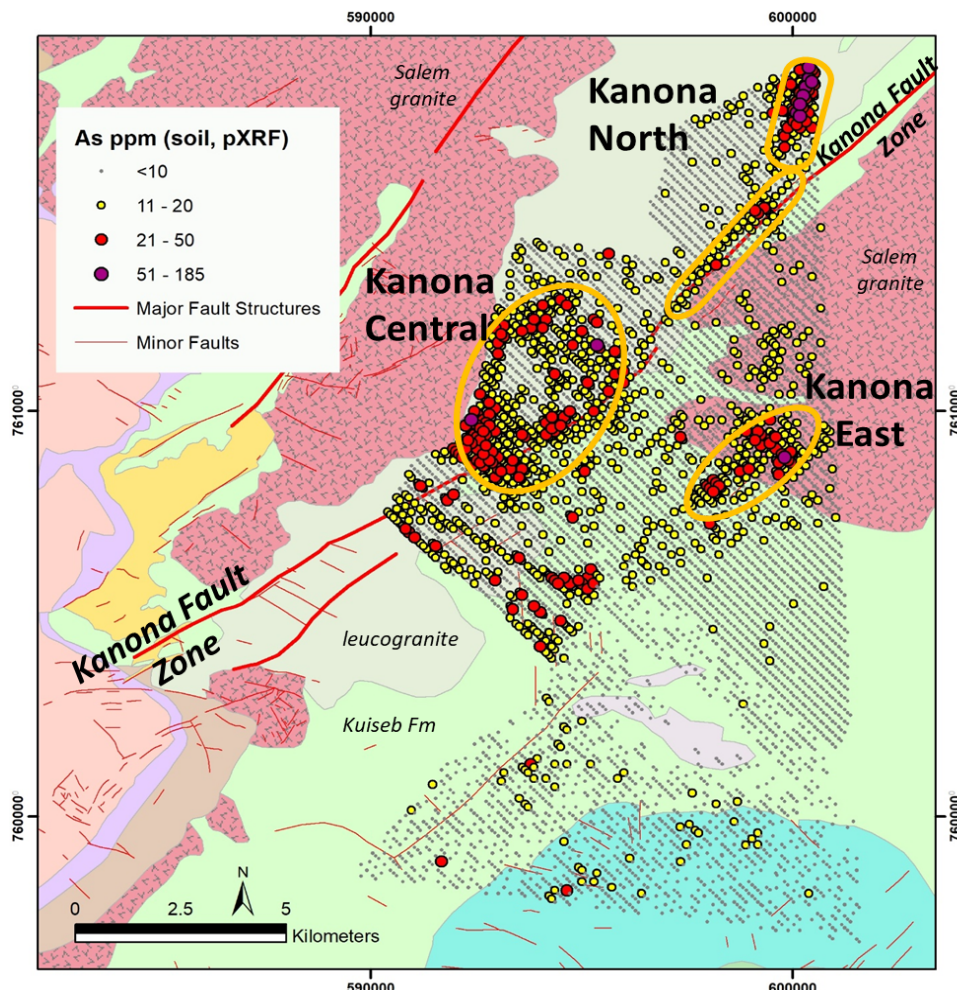 590000
600000
Salem
granite
Kanona
North
Kanona Fault
Zone
As ppm (soil, pXRF)
<10
11 - 20
21 - 50
51 - 185
Major Fault Structures
Minor Faults
Salem
granite
Kanona
Central
Kanona
East
761000
761000
Kanona Fault
Zone
leucogranite
Kuiseb Fm
760000
760000
N
0 2.5 5
Kilometers
590000
600000